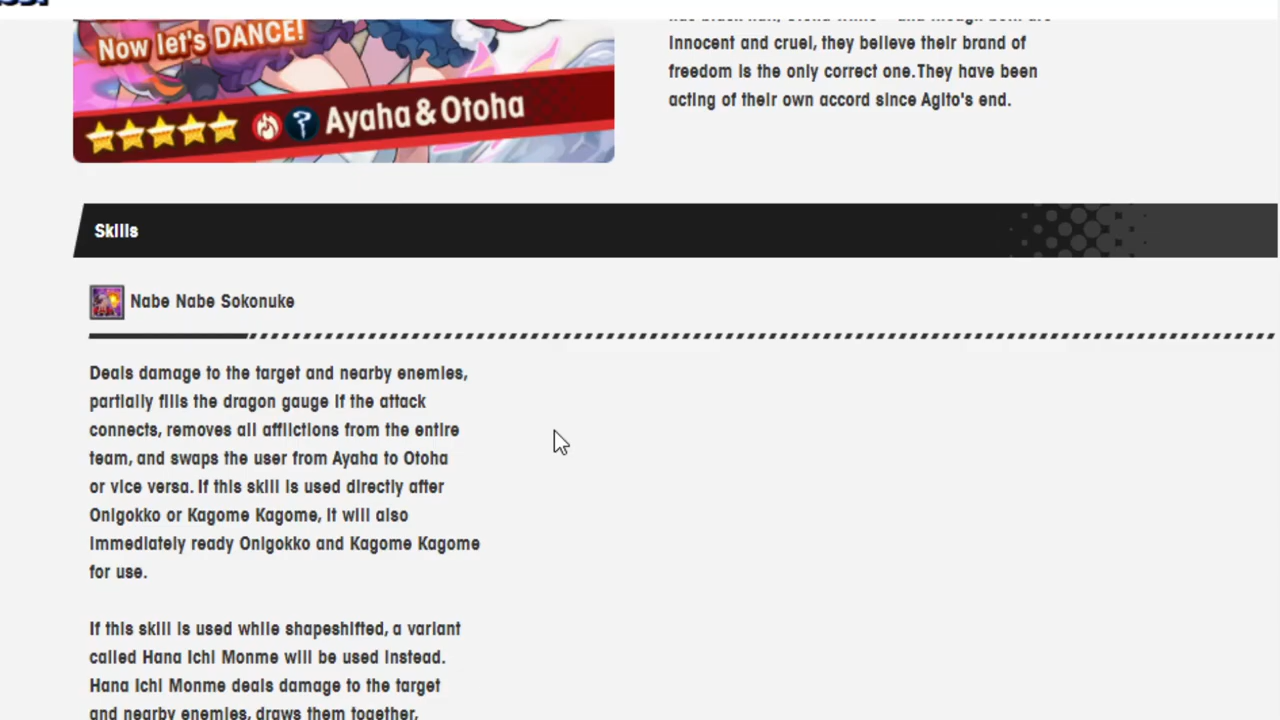 Now let's DANCE!
Ayaha & Otoha
innocent and cruel, they believe their brand of
freedom is the only correct one.They have been
acting of their own accord since Agito's end.
Skills
Nabe Nabe Sokonuke
Deals damage to the target and nearby enemies,
partially fills the dragon gauge if the attack
connects, removes all afflictions from the entire
team, and swaps the user from Ayaha to Otoha
or vice versa. If this skill is used directly after
Onigokko or Kagome Kagome, it will also
immediately ready Onigokko and Kagome Kagome
for use.
If this skill is used while shapeshifted, a variant
called Hana Ichi Monme will be used instead.
Hana Ichi Monme deals damage to the target
and nearby enemies, draws them together,